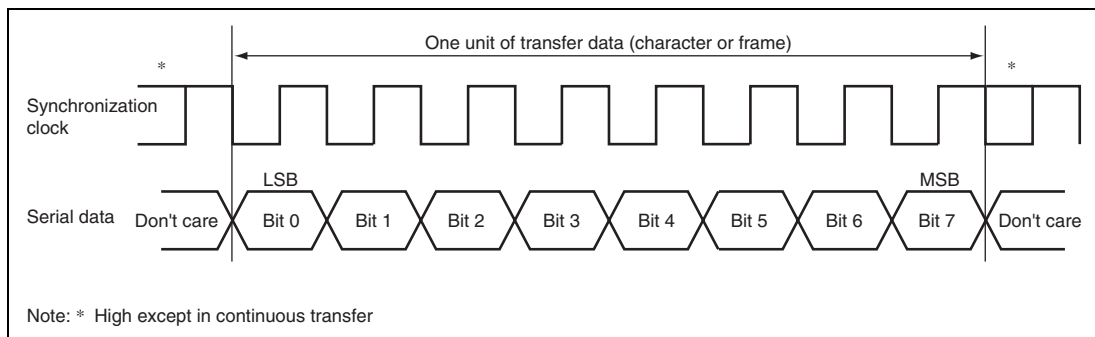 One unit of transfer data (character or frame)
* *
Synchronization
clock
LSB MSB
Serial data Don't care Bit 0 Bit 1 Bit 2 Bit 3 Bit 4 Bit 5 Bit 6 Bit 7 Don't care
Note: * High except in continuous transfer